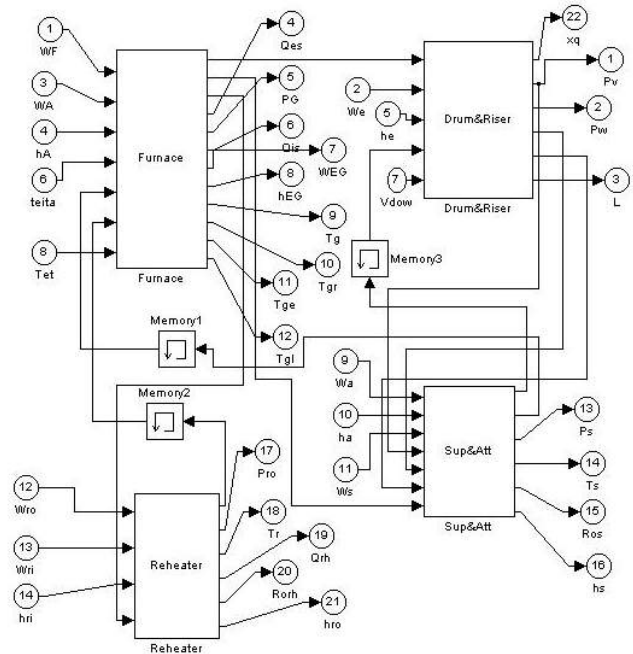 1
WF
3
WA
4
hA
6
teita
8
Tet
Furnace
Furnace
4
Qes
5
PG
6
Qis
7
WEG
8
hEG
9
Tg
10
Tgr
11
Tge
12
Tgl
2
We
5
he
7
Vdow
Drum&Riser
Drum&Riser
22
xq
1
Pv
2
Pw
3
L
Memory3
Memory1
Memory2
9
Wa
10
ha
11
Ws
Sup&Att
Sup&Att
13
Ps
14
Ts
15
Ros
16
hs
12
Wro
13
Wri
14
hri
Reheater
Reheater
17
Pro
18
Tr
19
Qrh
20
Rorh
21
hro